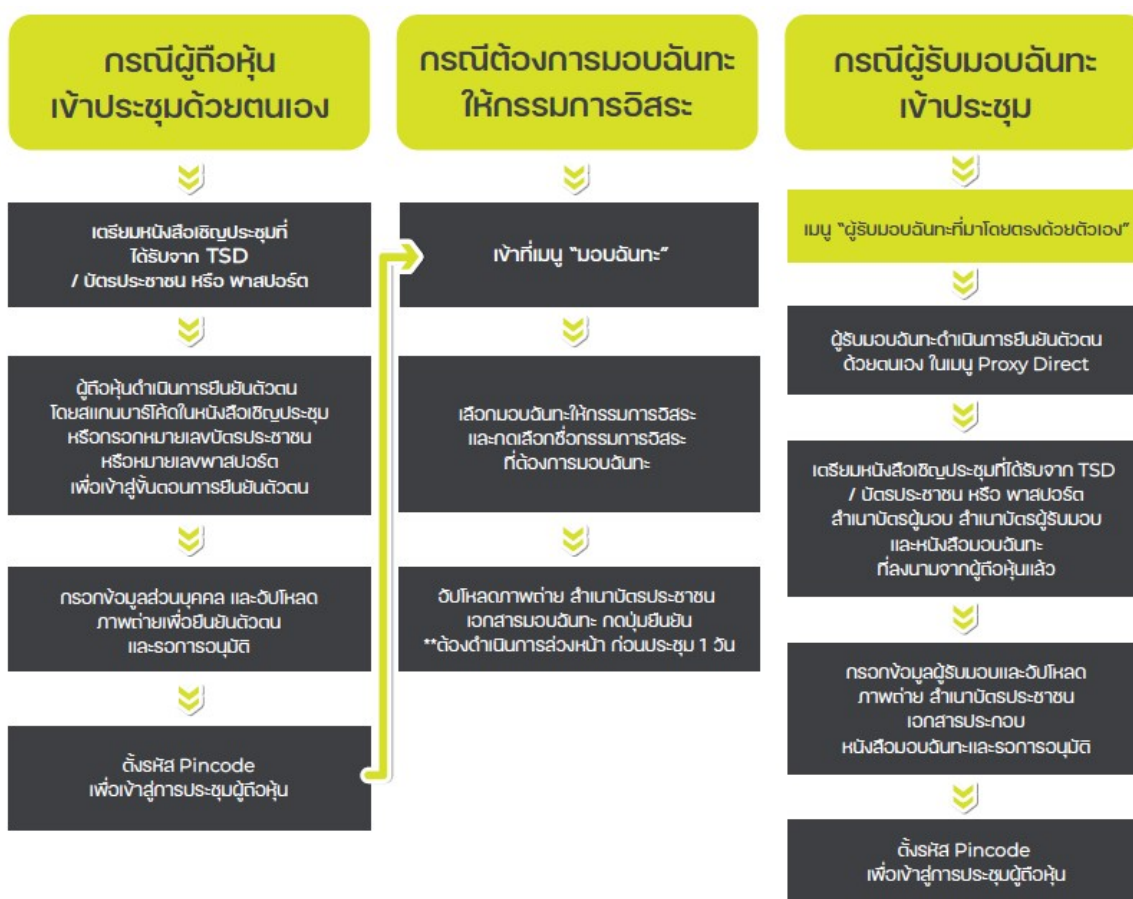 กรณีผู้ถือหุ้น
เข้าประชุมด้วยตนเอง
เตรียมหนังสือเชิญประชุมที่
ได้รับจาก TSD
/ บัตรประชาชน หรือ พาสปอร์ต
ผู้ถือหุ้นดำเนินการยืนยันตัวตน
โดยสแกนบาร์โค้ดในหนังสือเชิญประชุม
หรือกรอกหมายเลขบัตรประชาชน
หรือหมายเลขพาสปอร์ต
เพื่อเข้าสู่ขั้นตอนการยืนยันตัวตน
กรอกข้อมูลส่วนบุคคล และอัปโหลด
ภาพถ่ายเพื่อยืนยันตัวตน
และรอการอนุมัติ
ตั้งรหัส Pincode
เพื่อเข้าสู่การประชุมผู้ถือหุ้น
กรณีต้องการมอบฉันทะ
ให้กรรมการอิสระ
เข้าที่เมนู "มอบฉันทะ"
เลือกมอบฉันทะให้กรรมการอิสระ
และกดเลือกชื่อกรรมการอิสระ
ที่ต้องการมอบฉันทะ
อัปโหลดภาพถ่าย สำเนาบัตรประชาชน
เอกสารมอบฉันทะ กดปุ่มยืนยัน
**ต้องดำเนินการล่วงหน้า ก่อนประชุม 1 วัน
กรณีผู้รับมอบฉันทะ
เข้าประชุม
เมนู "ผู้รับมอบฉันทะที่มาโดยตรงด้วยตัวเอง"
ผู้รับมอบฉันทะดำเนินการยืนยันตัวตน
ด้วยตนเอง ในเมนู Proxy Direct
เตรียมหนังสือเชิญประชุมที่ได้รับจาก TSD
/ บัตรประชาชน หรือ พาสปอร์ต
สำเนาบัตรผู้มอบ สำเนาบัตรผู้รับมอบ
และหนังสือมอบฉันทะ
ที่ลงนามจากผู้ถือหุ้นแล้ว
กรอกข้อมูลผู้รับมอบและอัปโหลด
ภาพถ่าย สำเนาบัตรประชาชน
เอกสารประกอบ
หนังสือมอบฉันทะและรอการอนุมัติ
ตั้งรหัส Pincode
เพื่อเข้าสู่การประชุมผู้ถือหุ้น